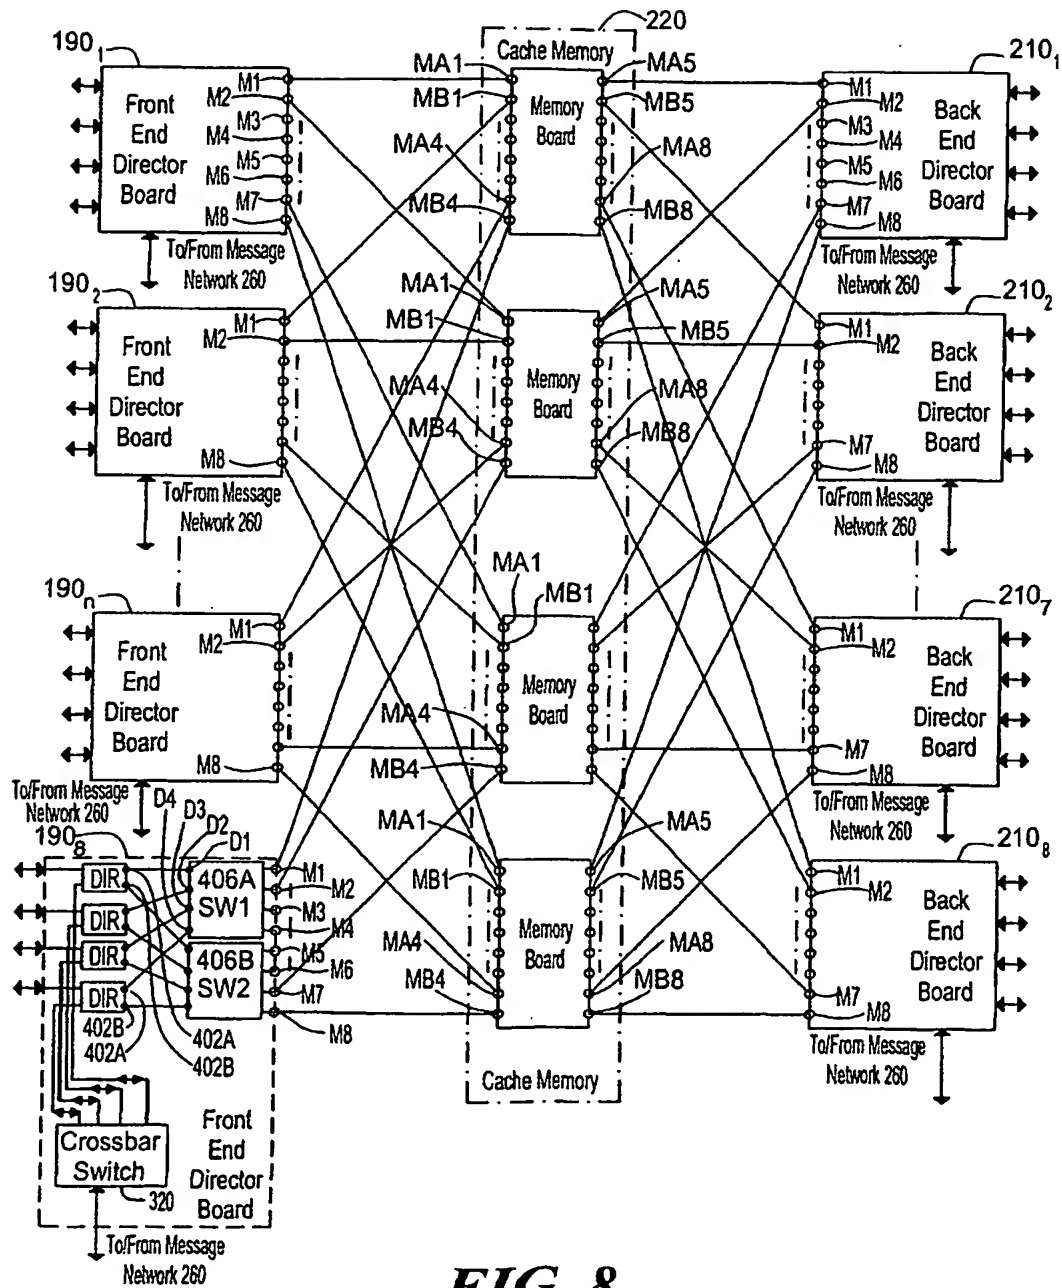 220
190 1
Cache Memory
210 1
Front
End
Director
Board
M1
M2
M3
M4
M5
M6
M7
M8
MA1
MB1
MA4
MB4
Memory
Board
MA5
MB5
MA8
MB8
M1
M2
M3
M4
M5
M6
M7
M8
Back
End
Director
Board
To/From Message
Network 260
To/From Message
Network 260
190 2
210 2
Front
End
Director
Board
M1
M2
M8
MA1
MB1
MA4
MB4
Memory
Board
MA5
MB5
MA8
MB8
M1
M2
M7
M8
Back
End
Director
Board
To/From Message
Network 260
To/From Message
Network 260
190 n
210 7
Front
End
Director
Board
M1
M2
M8
MA1
MB1
MA4
MB4
Memory
Board
M1
M2
M7
M8
Back
End
Director
Board
To/From Message
Network 260
To/From Message
Network 260
190 8
210 8
D4
D3
D2
D1
DIR
DIR
DIR
DIR
406A
SW1
406B
SW2
M1
M2
M3
M4
M5
M6
M7
M8
402B
402A
402A
402B
Crossbar
Switch
320
Front
End
Director
Board
To/From Message
Network 260
MA1
MB1
MA4
MB4
Memory
Board
MA5
MB5
MA8
MB8
Cache Memory
M1
M2
M7
M8
Back
End
Director
Board
To/From Message
Network 260
FIG. 8